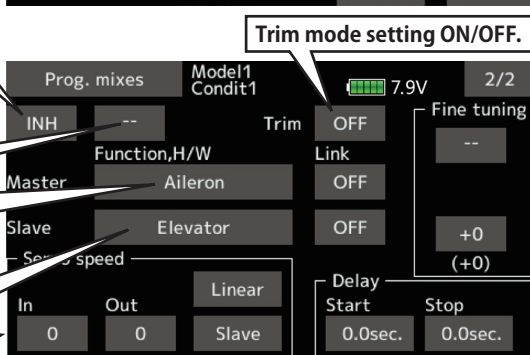 Trim mode setting ON/OFF.
Prog. mixes
Model1
Condit1
7.9V
2/2
INH
--
Trim
OFF
Fine tuning
--
Function,H/W
Link
Master
Aileron
OFF
Slave
Elevator
OFF
+0
(+0)
speed
Linear
Delay
In
Out
Start
Stop
0
0
Slave
0.0sec.
0.0sec.